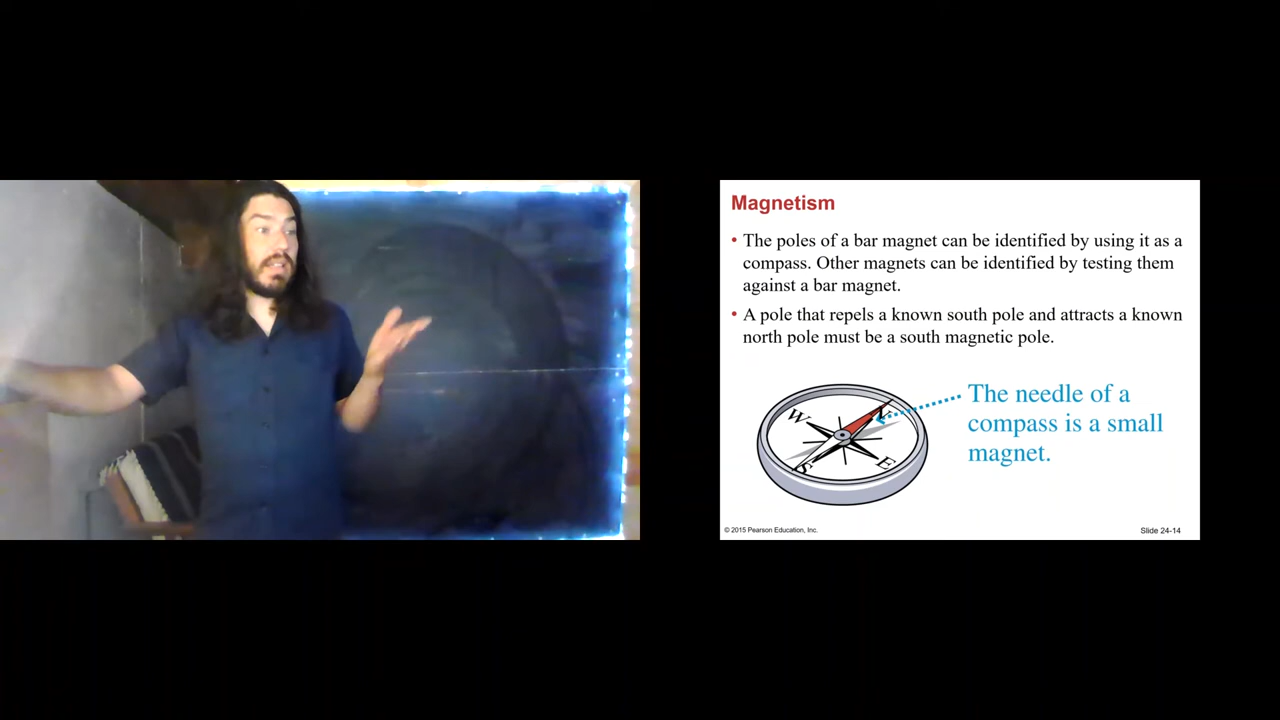 Magnetism
• The poles of a bar magnet can be identified by using it as a
compass. Other magnets can be identified by testing them
against a bar magnet.
• A pole that repels a known south pole and attracts a known
north pole must be a south magnetic pole.
W
S
E
The needle of a
compass is a small
magnet.
© 2015 Pearson Education, Inc.
Slide 24-14